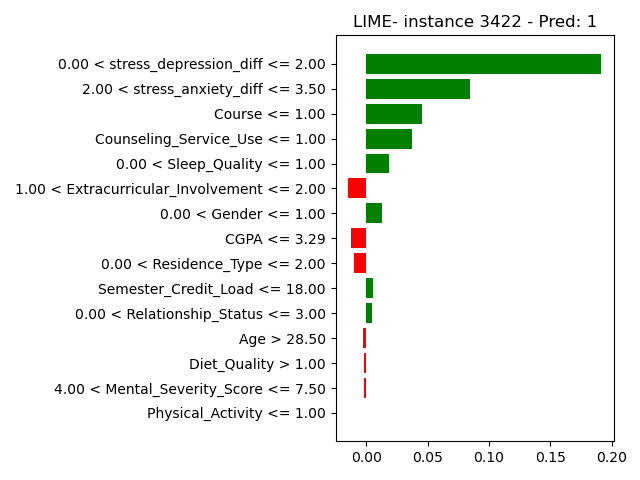 LIME- instance 3422 - Pred: 1
0.00 < stress_depression_diff <= 2.00
2.00 < stress_anxiety_diff <= 3.50
Course <= 1.00
Counseling_Service_Use <= 1.00
0.00 < Sleep_Quality <= 1.00
1.00 < Extracurricular_Involvement <= 2.00
0.00 < Gender <= 1.00
CGPA <= 3.29
0.00 < Residence_Type <= 2.00
Semester_Credit_Load <= 18.00
0.00 < Relationship_Status <= 3.00
Age > 28.50
Diet_Quality > 1.00
4.00 < Mental_Severity_Score <= 7.50
Physical_Activity <= 1.00
0.00 0.05 0.10 0.15 0.20